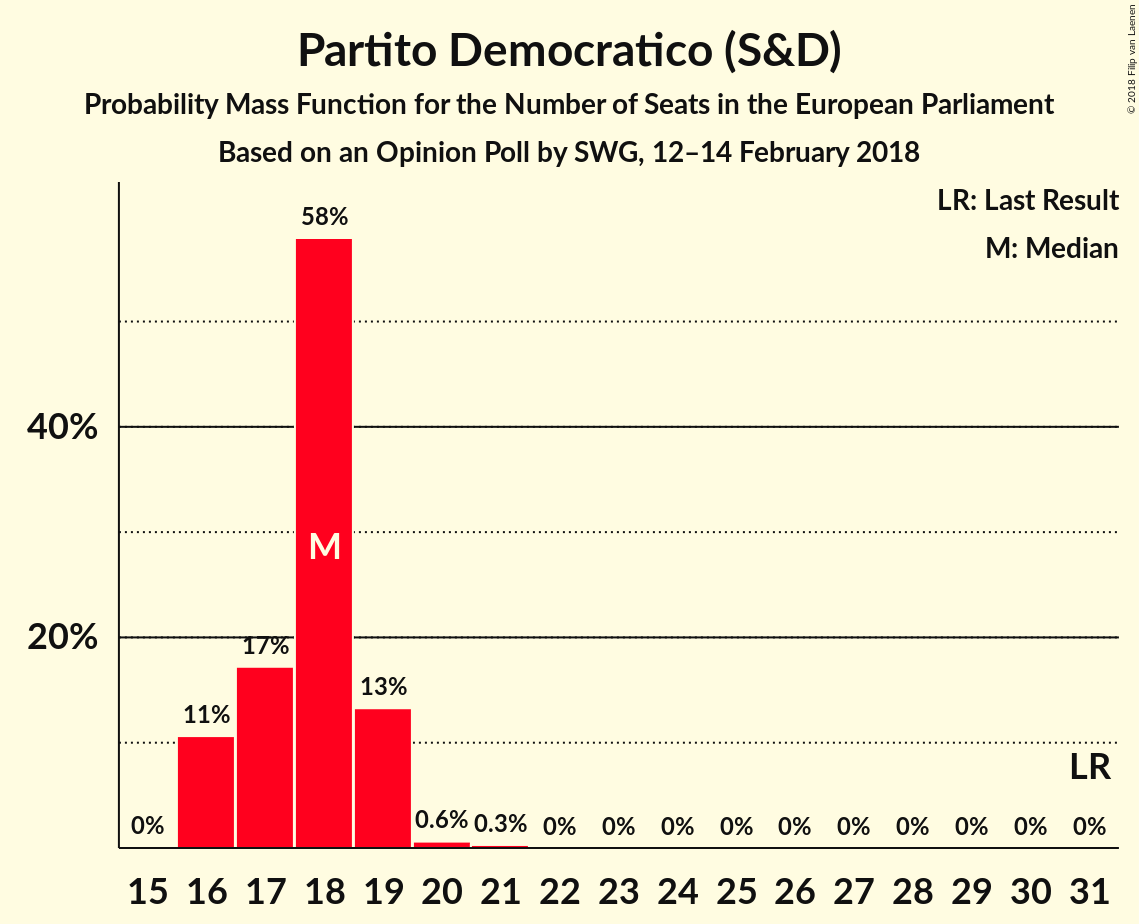 Partito Democratico (S&D)
Probability Mass Function for the Number of Seats in the European Parliament
Based on an Opinion Poll by SWG, 12–14 February 2018
© 2018 Filip van Laenen
LR: Last Result
M: Median
58%
40%
M
20%
17%
13%
11%
LR
0% 0.6% 0.3% 0% 0% 0% 0% 0% 0% 0% 0% 0% 0%
15 16 17 18 19 20 21 22 23 24 25 26 27 28 29 30 31